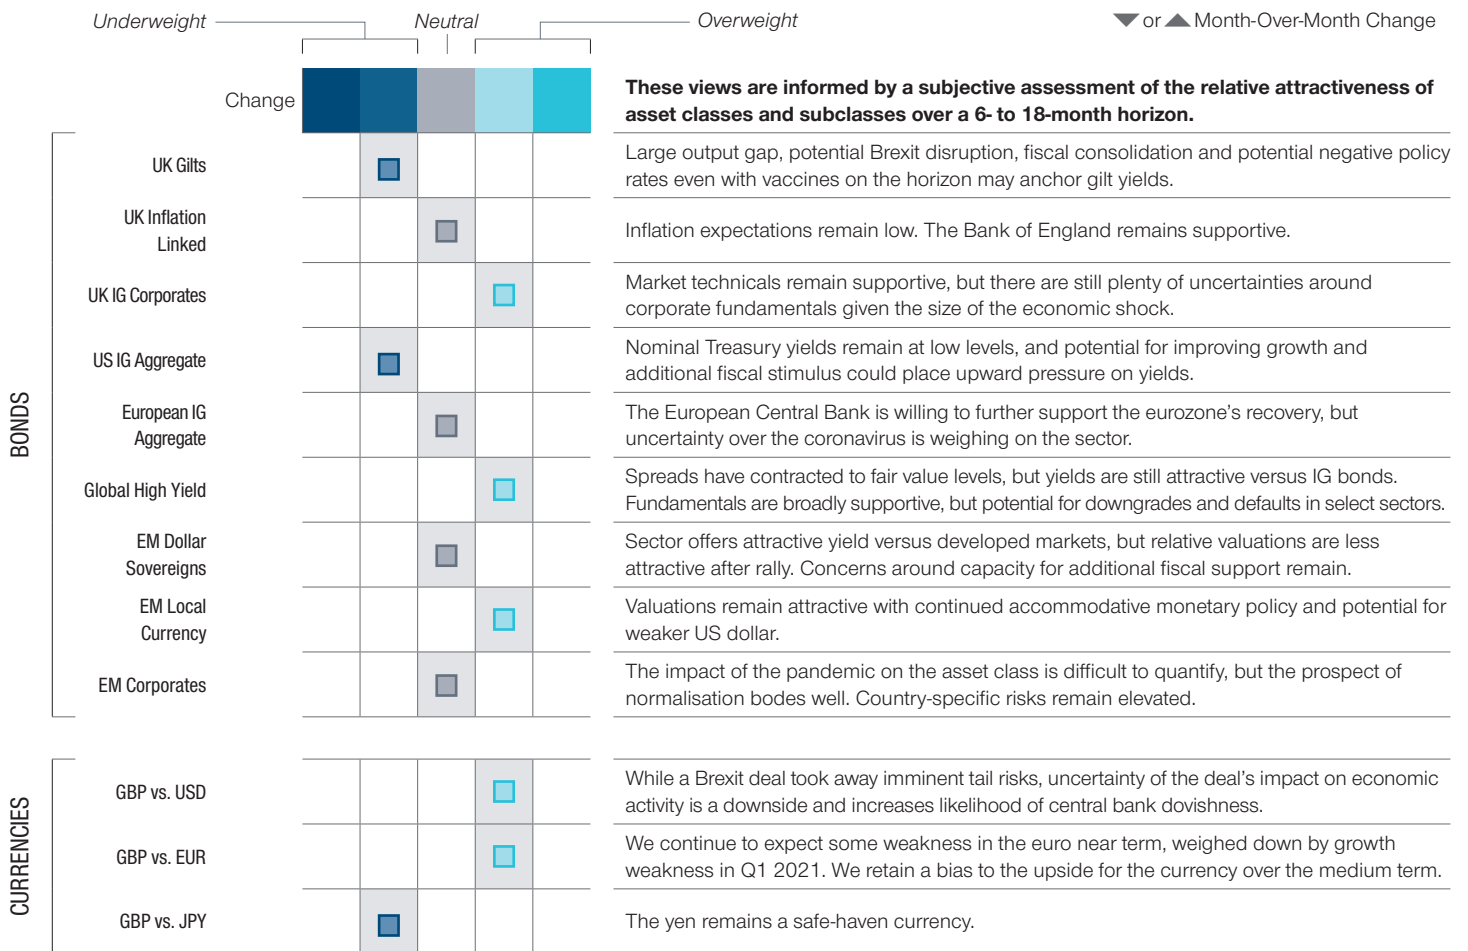 Underweight
Neutral
Overweight
or
Month-Over-Month Change
Change
These views are informed by a subjective assessment of the relative attractiveness of
asset classes and subclasses over a 6- to 18-month horizon.
BONDS
UK Gilts
Large output gap, potential Brexit disruption, fiscal consolidation and potential negative policy
rates even with vaccines on the horizon may anchor gilt yields.
UK Inflation
Linked
Inflation expectations remain low. The Bank of England remains supportive.
UK IG Corporates
Market technicals remain supportive, but there are still plenty of uncertainties around
corporate fundamentals given the size of the economic shock.
US IG Aggregate
Nominal Treasury yields remain at low levels, and potential for improving growth and
additional fiscal stimulus could place upward pressure on yields.
European IG
Aggregate
The European Central Bank is willing to further support the eurozone's recovery, but
uncertainty over the coronavirus is weighing on the sector.
Global High Yield
Spreads have contracted to fair value levels, but yields are still attractive versus IG bonds.
Fundamentals are broadly supportive, but potential for downgrades and defaults in select sectors.
EM Dollar
Sovereigns
Sector offers attractive yield versus developed markets, but relative valuations are less
attractive after rally. Concerns around capacity for additional fiscal support remain.
EM Local
Currency
Valuations remain attractive with continued accommodative monetary policy and potential for
weaker US dollar.
EM Corporates
The impact of the pandemic on the asset class is difficult to quantify, but the prospect of
normalisation bodes well. Country-specific risks remain elevated.
CURRENCIES
GBP vs. USD
While a Brexit deal took away imminent tail risks, uncertainty of the deal's impact on economic
activity is a downside and increases likelihood of central bank dovishness.
GBP vs. EUR
We continue to expect some weakness in the euro near term, weighed down by growth
weakness in Q1 2021. We retain a bias to the upside for the currency over the medium term.
GBP vs. JPY
The yen remains a safe-haven currency.